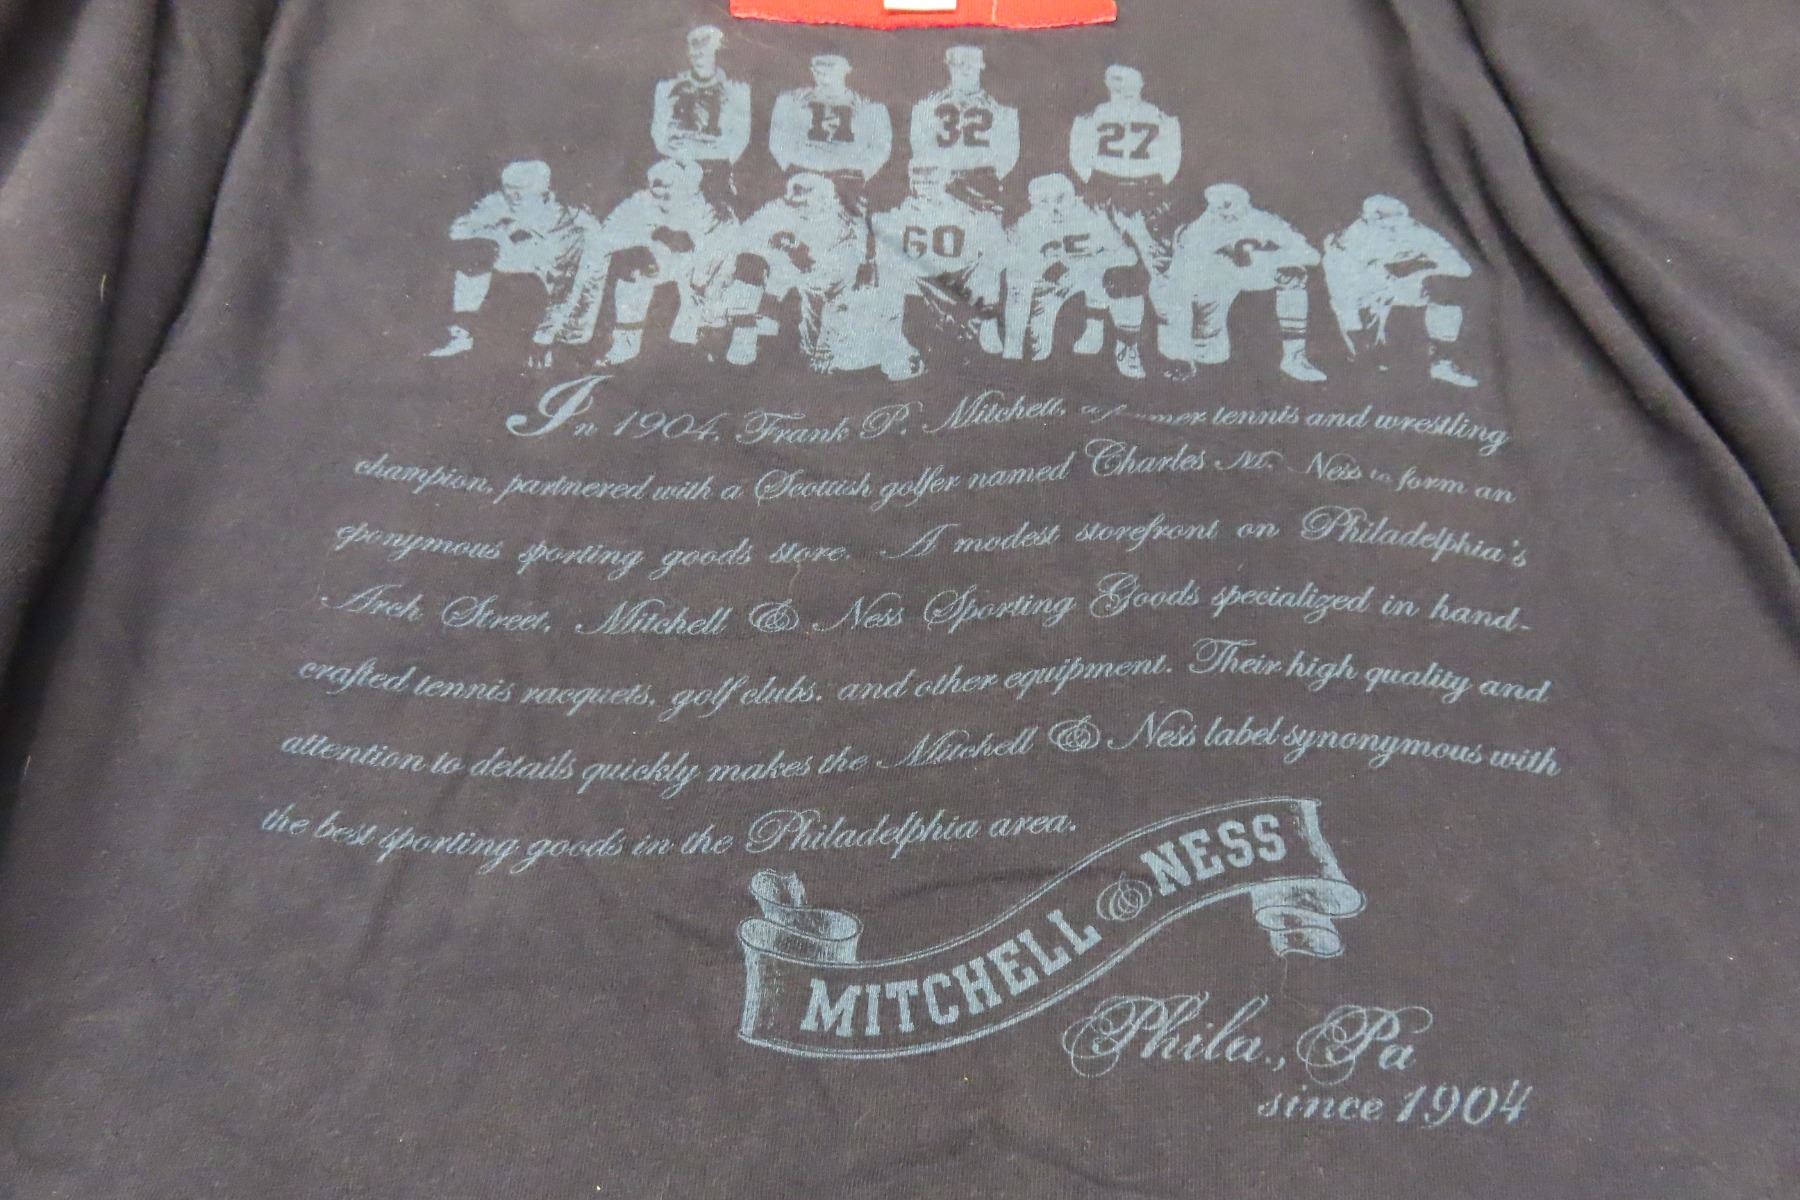 H H 32 27
60
In 1904, Frank P. Mitchell, a former tennis and wrestling
champion, partnered with a Scottish golfer named Charles M. Ness to form an
eponymous sporting goods store. A modest storefront on Philadelphia's
Arch Street, Mitchell & Ness Sporting Goods specialized in hand-
crafted tennis racquets, golf clubs, and other equipment. Their high quality and
attention to details quickly makes the Mitchell & Ness label synonymous with
the best sporting goods in the Philadelphia area.
MITCHELL & NESS
Phila., Pa
since 1904